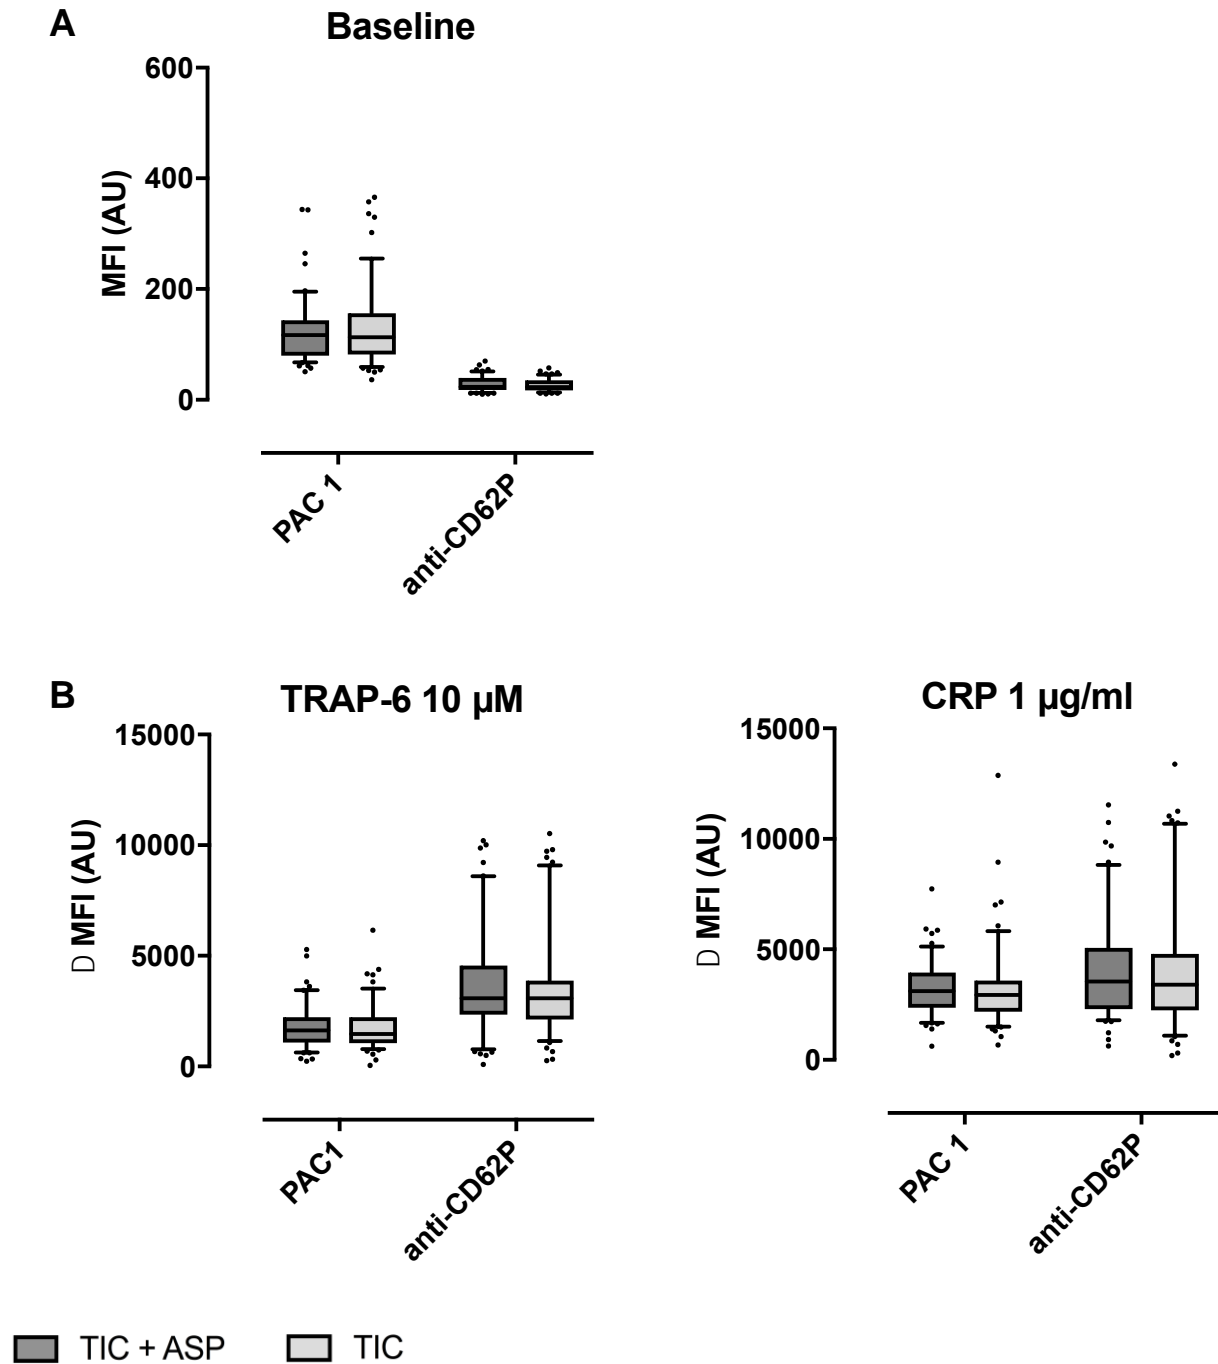 A
Baseline
600
400
200
0
MFI (AU)
PAC 1
anti-CD62P
B
TRAP-6 10 µM
15000
10000
5000
0
D MFI (AU)
PAC1
anti-CD62P
CRP 1 µg/ml
15000
10000
5000
0
D MFI (AU)
PAC 1
anti-CD62P
TIC + ASP
TIC